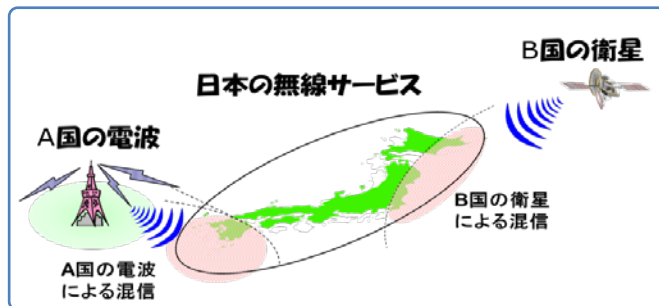 B国の衛星
日本の無線サービス
A国の電波
B国の衛星
による混信
A国の電波
による混信